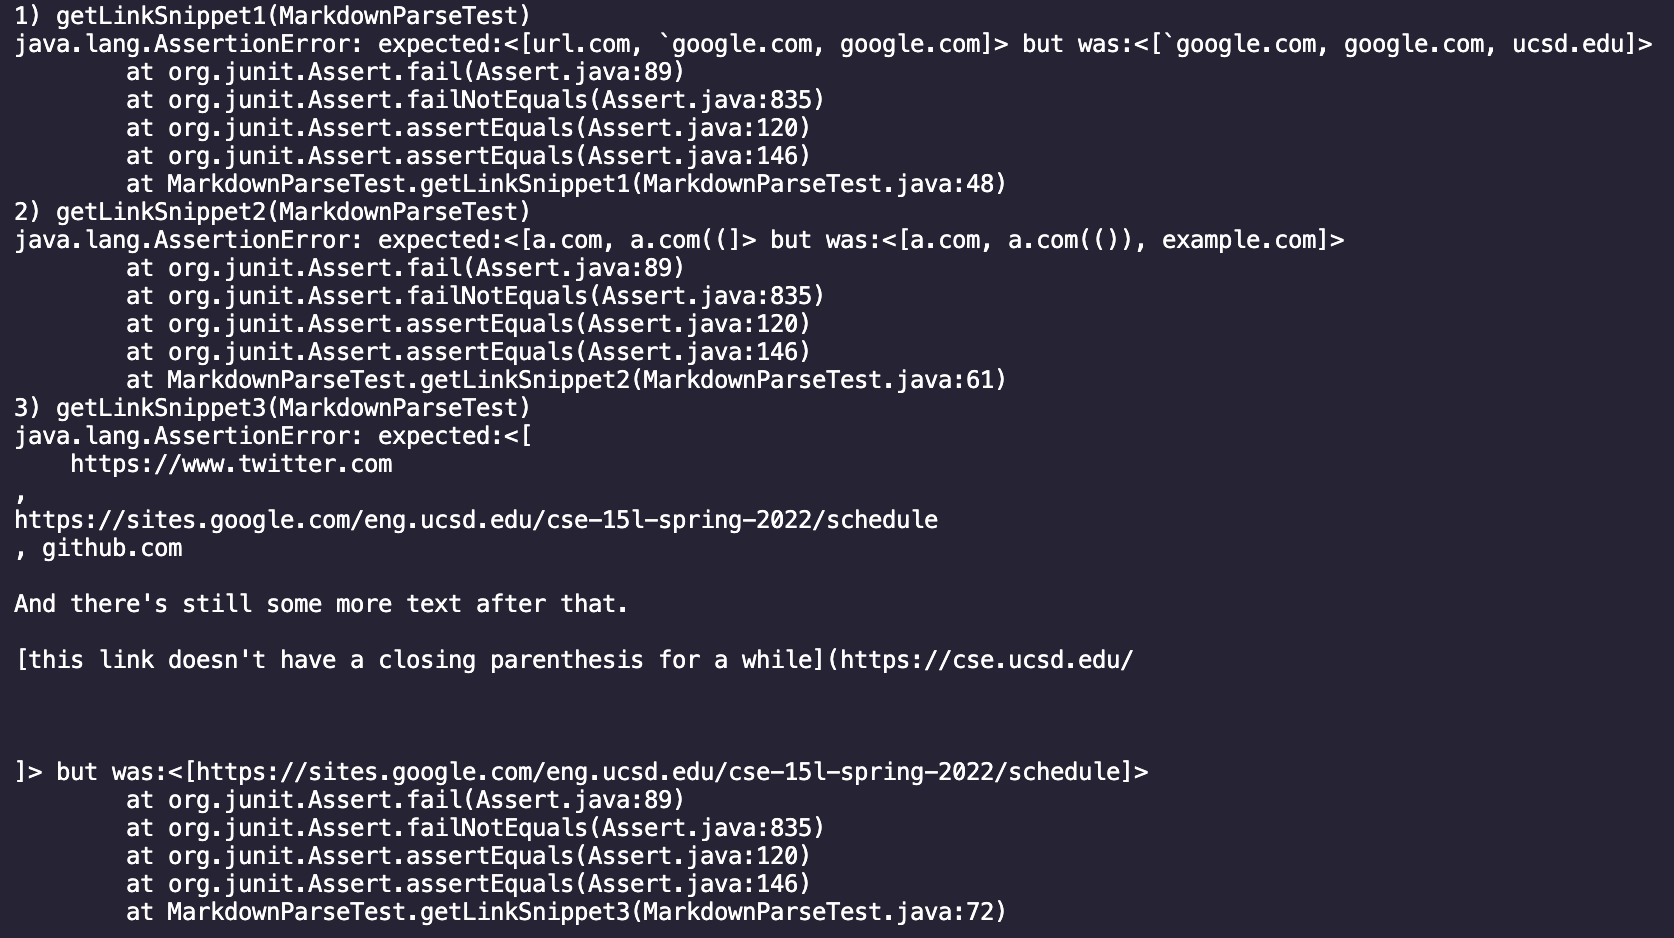 1) getLinkSnippet1(MarkdownParseTest)
java.lang.AssertionError: expected:<[url.com, `google.com, google.com]> but was:<[`google.com, google.com, ucsd.edu]>
        at org.junit.Assert.fail(Assert.java:89)
        at org.junit.Assert.failNotEquals(Assert.java:835)
        at org.junit.Assert.assertEquals(Assert.java:120)
        at org.junit.Assert.assertEquals(Assert.java:146)
        at MarkdownParseTest.getLinkSnippet1(MarkdownParseTest.java:48)
2) getLinkSnippet2(MarkdownParseTest)
java.lang.AssertionError: expected:<[a.com, a.com((]> but was:<[a.com, a.com(()), example.com]>
        at org.junit.Assert.fail(Assert.java:89)
        at org.junit.Assert.failNotEquals(Assert.java:835)
        at org.junit.Assert.assertEquals(Assert.java:120)
        at org.junit.Assert.assertEquals(Assert.java:146)
        at MarkdownParseTest.getLinkSnippet2(MarkdownParseTest.java:61)
3) getLinkSnippet3(MarkdownParseTest)
java.lang.AssertionError: expected:<[
    https://www.twitter.com
,
https://sites.google.com/eng.ucsd.edu/cse-15l-spring-2022/schedule
, github.com

And there's still some more text after that.

[this link doesn't have a closing parenthesis for a while](https://cse.ucsd.edu/



]> but was:<[https://sites.google.com/eng.ucsd.edu/cse-15l-spring-2022/schedule]>
        at org.junit.Assert.fail(Assert.java:89)
        at org.junit.Assert.failNotEquals(Assert.java:835)
        at org.junit.Assert.assertEquals(Assert.java:120)
        at org.junit.Assert.assertEquals(Assert.java:146)
        at MarkdownParseTest.getLinkSnippet3(MarkdownParseTest.java:72)